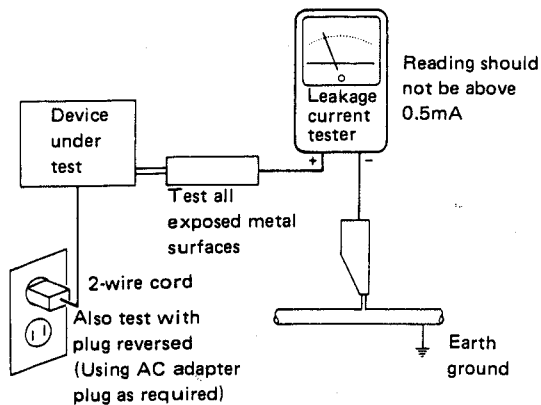 Device
under
test
Leakage
current
tester
+
−
Reading should
not be above
0.5mA
Test all
exposed metal
surfaces
2-wire cord
Also test with
plug reversed
(Using AC adapter
plug as required)
Earth
ground